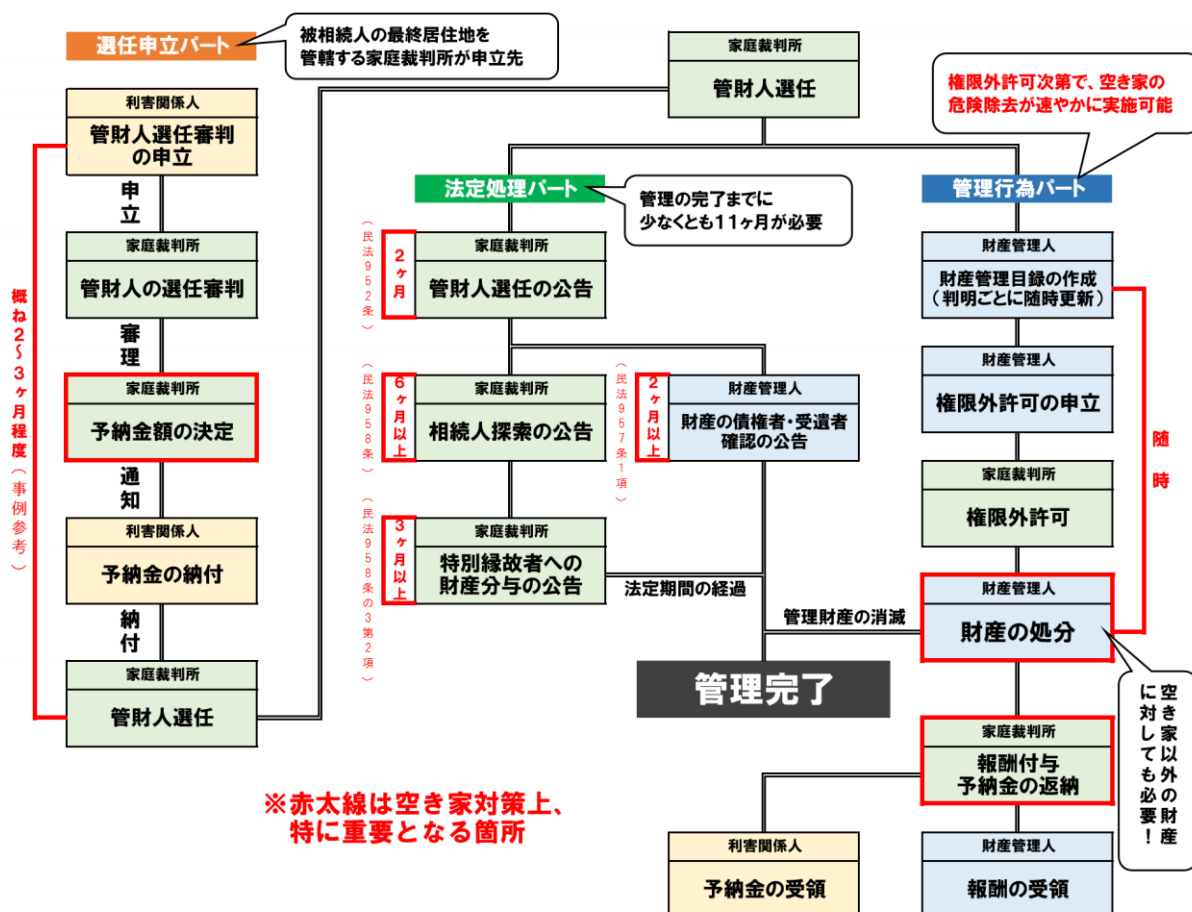 選任申立パート
被相続人の最終居住地を
管轄する家庭裁判所が申立先
利害関係人
管財人選任審判
の申立
申立
家庭裁判所
管財人の選任審判
審理
家庭裁判所
予納金額の決定
通知
利害関係人
予納金の納付
納付
家庭裁判所
管財人選任
概ね2~3ヶ月程度(事例参考)
家庭裁判所
管財人選任
法定処理パート
管理の完了までに
少なくとも11ヶ月が必要
(民法952条)
2ヶ月
家庭裁判所
管財人選任の公告
(民法958条)
6ヶ月以上
家庭裁判所
相続人探索の公告
(民法957条1項)
2ヶ月以上
財産管理人
財産の債権者・受遺者
確認の公告
(民法958条の3第2項)
3ヶ月以上
家庭裁判所
特別縁故者への
財産分与の公告
法定期間の経過
管理財産の消滅
管理完了
権限外許可次第で、空き家の
危険除去が速やかに実施可能
管理行為パート
財産管理人
財産管理目録の作成
(判明ごとに随時更新)
財産管理人
権限外許可の申立
家庭裁判所
権限外許可
随時
財産管理人
財産の処分
空き家以外の財産
に対しても必要!
家庭裁判所
報酬付与
予納金の返納
利害関係人
予納金の受領
財産管理人
報酬の受領
※赤太線は空き家対策上、
特に重要となる箇所